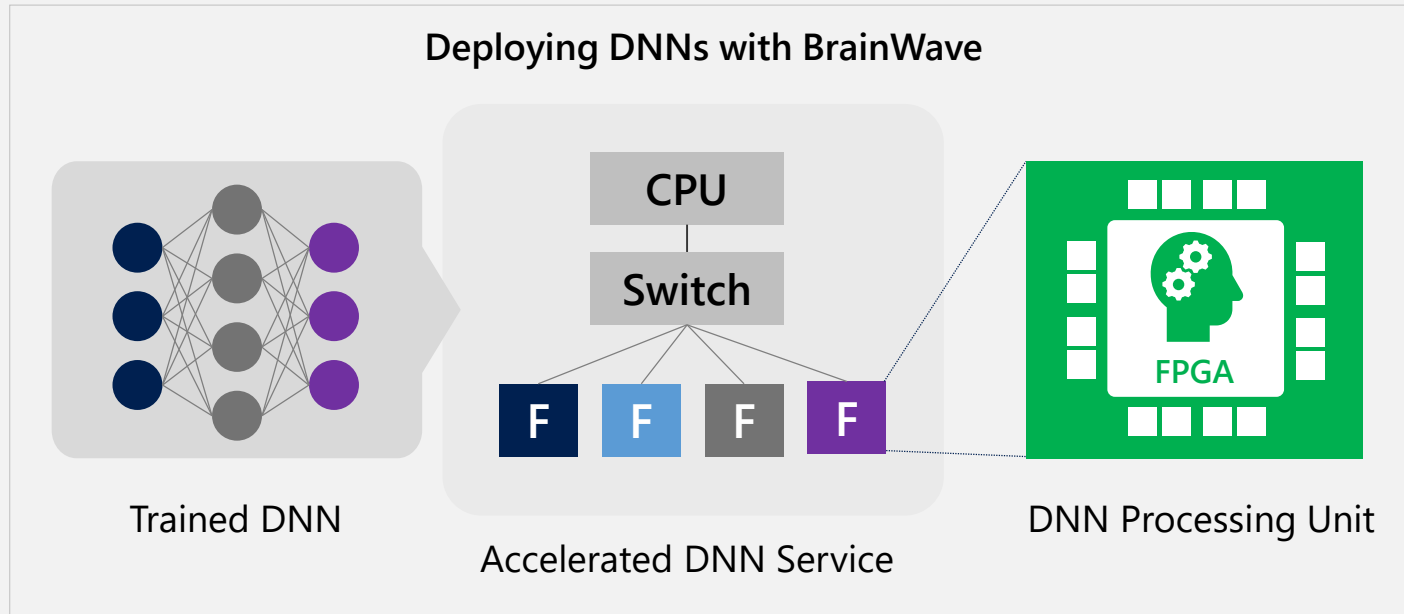 Deploying DNNs with BrainWave
CPU
Switch
F F F F
FPGA
Trained DNN
Accelerated DNN Service
DNN Processing Unit